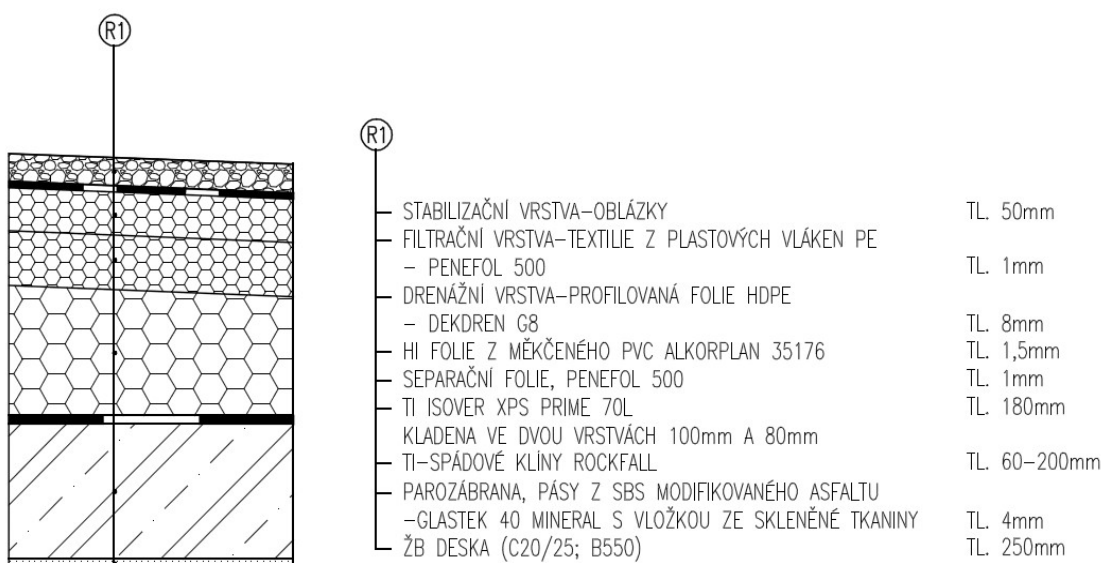 R1
R1
STABILIZAČNÍ VRSTVA-OBLÁZKY TL. 50mm
FILTRAČNÍ VRSTVA-TEXTILIE Z PLASTOVÝCH VLÁKEN PE
- PENEFOL 500 TL. 1mm
DRENÁŽNÍ VRSTVA-PROFILOVANÁ FOLIE HDPE
- DEKDREN G8 TL. 8mm
HI FOLIE Z MĚKČENÉHO PVC ALKORPLAN 35176 TL. 1,5mm
SEPARAČNÍ FOLIE, PENEFOL 500 TL. 1mm
TI ISOVER XPS PRIME 70L TL. 180mm
KLADENA VE DVOU VRSTVÁCH 100mm A 80mm
TI-SPÁDOVÉ KLÍNY ROCKFALL TL. 60-200mm
PAROZÁBRANA, PÁSY Z SBS MODIFIKOVANÉHO ASFALTU
-GLASTEK 40 MINERAL S VLOŽKOU ZE SKLENĚNÉ TKANINY TL. 4mm
ŽB DESKA (C20/25; B550) TL. 250mm